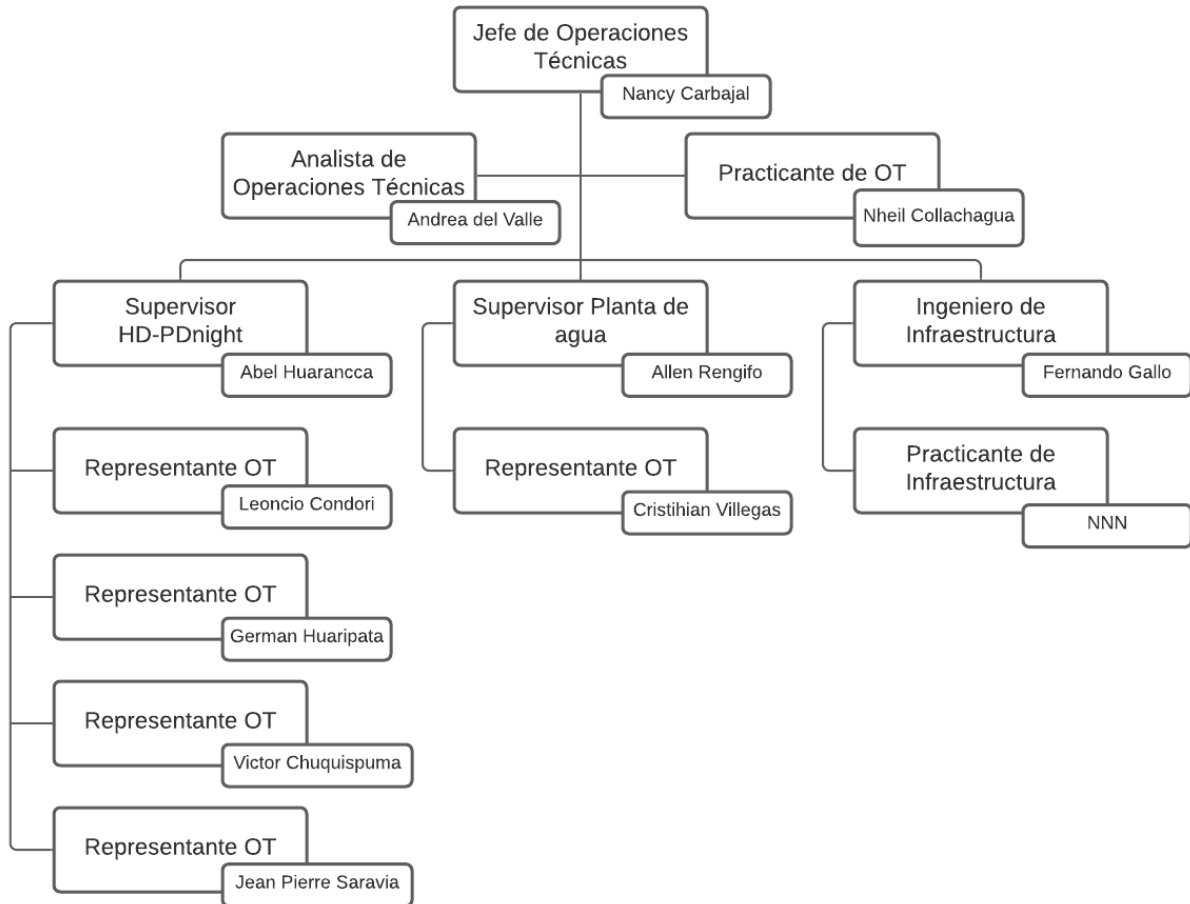 Jefe de Operaciones
Técnicas
Nancy Carbajal
Analista de
Operaciones Técnicas
Andrea del Valle
Practicante de OT
Nheil Collachagua
Supervisor
HD-PDnight
Abel Huarancca
Supervisor Planta de
agua
Allen Rengifo
Ingeniero de
Infraestructura
Fernando Gallo
Representante OT
Leoncio Condori
Representante OT
Cristihian Villegas
Practicante de
Infraestructura
NNN
Representante OT
German Huaripata
Representante OT
Victor Chuquispuma
Representante OT
Jean Pierre Saravia